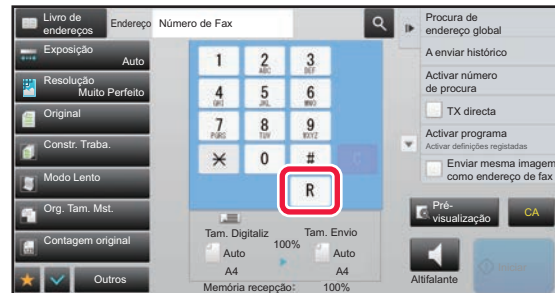 Livro de
endereços
Endereço
Número de Fax
Exposição
Auto
Resolução
Muito Perfeito
Original
Constr. Traba.
Modo Lento
Org. Tam. Mst.
Contagem original
Outros
1
2
ABC
3
DEF
4
GHI
5
JKL
6
MNO
7
PQRS
8
TUV
9
WXYZ
0
#
C
R
Tam. Digitaliz
100%
Tam. Envio
Auto
Auto
A4
A4
Memória recepção:
100%
Procura de
endereço global
A enviar histórico
Activar número
de procura
TX directa
Activar programa
Activar definições registadas
Enviar mesma imagem
como endereço de fax
Pré-
visualização
CA
Altifalante
Iniciar